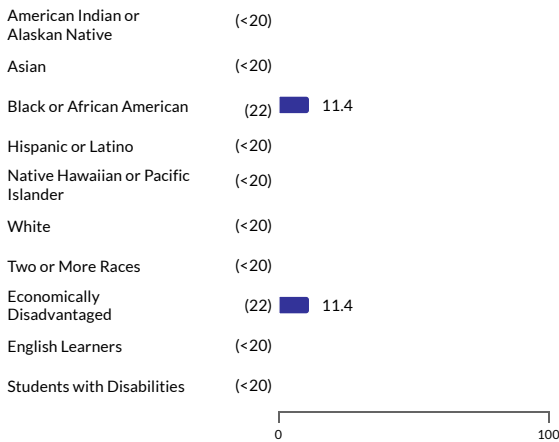 American Indian or
Alaskan Native (<20)
Asian (<20)
Black or African American (22) 11.4
Hispanic or Latino (<20)
Native Hawaiian or Pacific
Islander (<20)
White (<20)
Two or More Races (<20)
Economically
Disadvantaged (22) 11.4
English Learners (<20)
Students with Disabilities (<20)
0 100